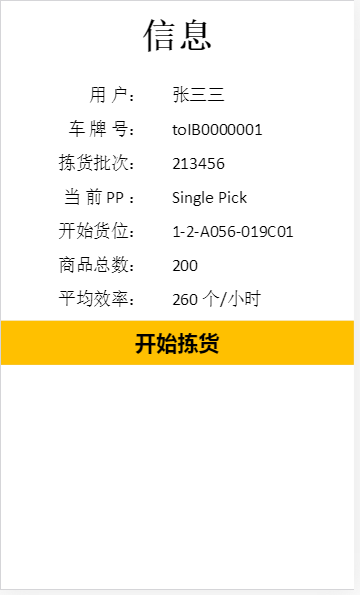 信息
用 户： 张三三
车 牌 号： toIB0000001
拣货批次： 213456
当 前 PP ： Single Pick
开始货位： 1-2-A056-019C01
商品总数： 200
平均效率： 260 个/小时
开始拣货